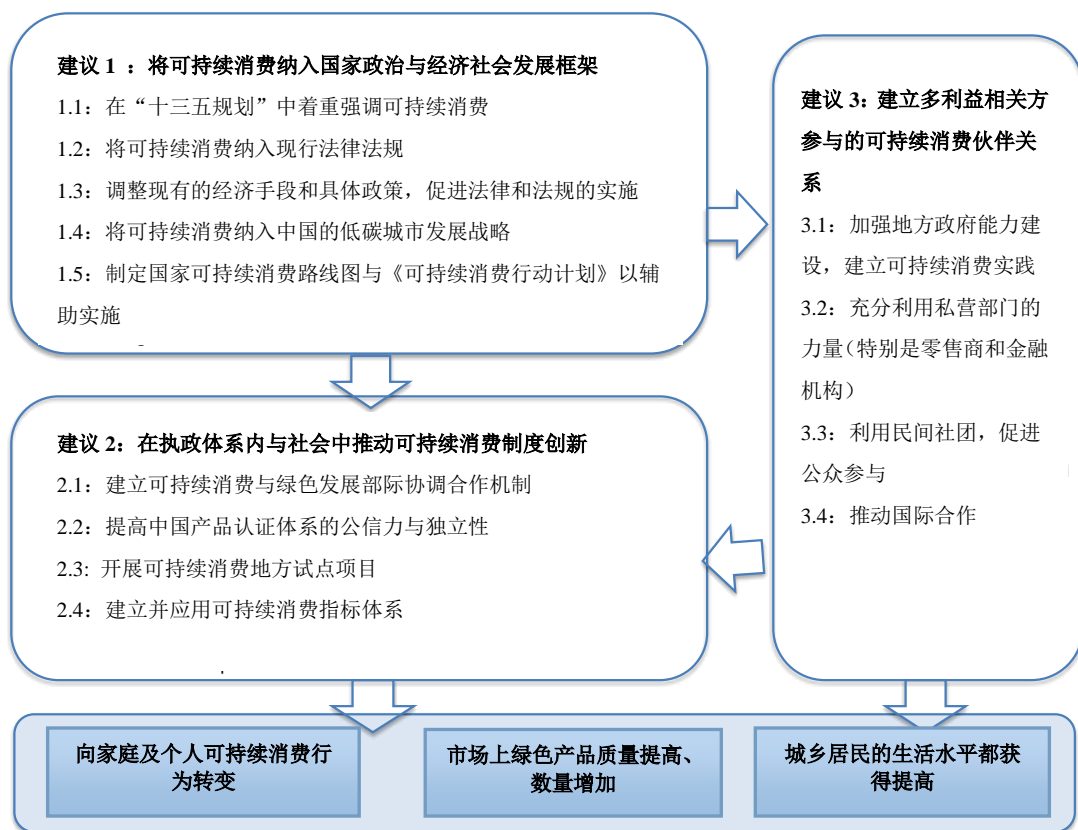 建议 1 ：将可持续消费纳入国家政治与经济社会发展框架
1.1：在“十三五规划”中着重强调可持续消费
1.2：将可持续消费纳入现行法律法规
1.3：调整现有的经济手段和具体政策，促进法律和法规的实施
1.4：将可持续消费纳入中国的低碳城市发展战略
1.5：制定国家可持续消费路线图与《可持续消费行动计划》以辅
助实施
建议 2：在执政体系内与社会中推动可持续消费制度创新
2.1：建立可持续消费与绿色发展部际协调合作机制
2.2：提高中国产品认证体系的公信力与独立性
2.3: 开展可持续消费地方试点项目
2.4：建立并应用可持续消费指标体系
建议 3：建立多利益相关方
参与的可持续消费伙伴关
系
3.1：加强地方政府能力建
设，建立可持续消费实践
3.2：充分利用私营部门的
力量（特别是零售商和金融
机构）
3.3：利用民间社团，促进
公众参与
3.4：推动国际合作
向家庭及个人可持续消费行
为转变
市场上绿色产品质量提高、
数量增加
城乡居民的生活水平都获
得提高